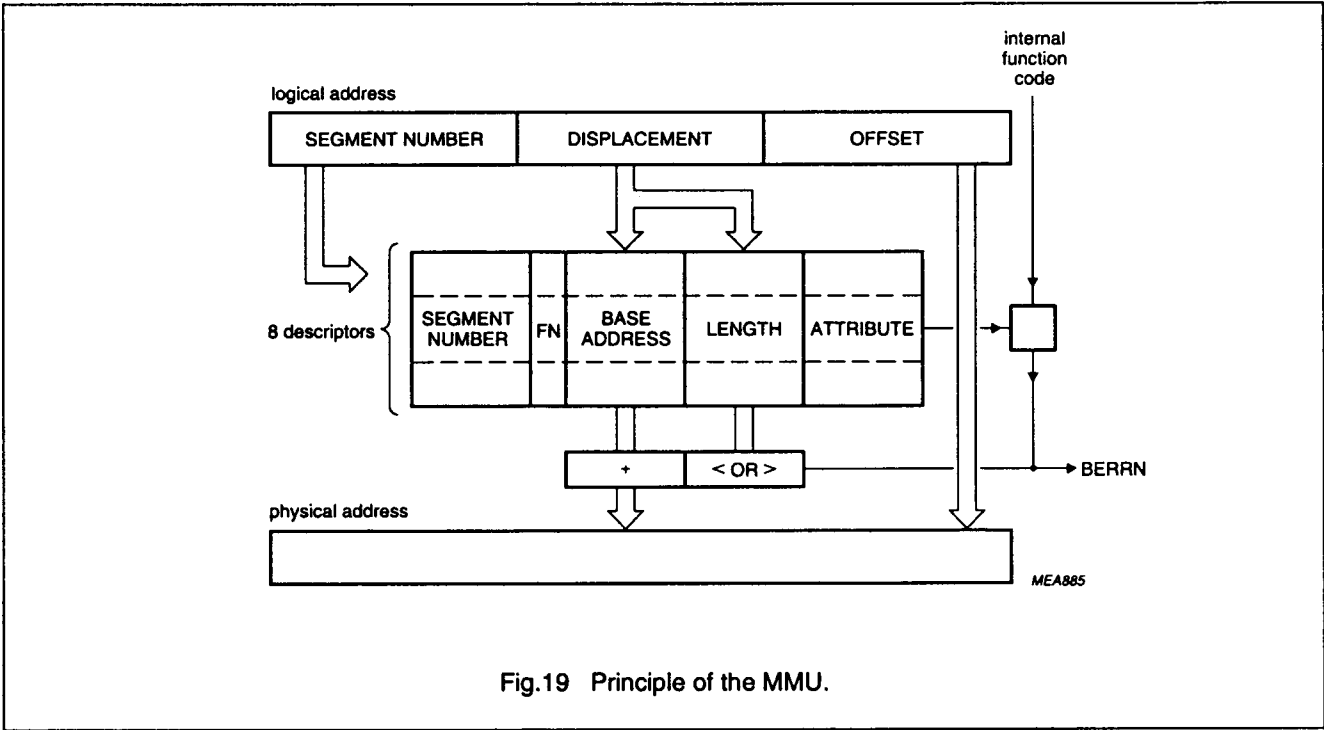 internal
function
code
logical address
SEGMENT NUMBER DISPLACEMENT OFFSET
8 descriptors
SEGMENT
NUMBER
FN
BASE
ADDRESS
LENGTH
ATTRIBUTE
+
< OR >
BERRN
physical address
MEA885
Fig.19 Principle of the MMU.